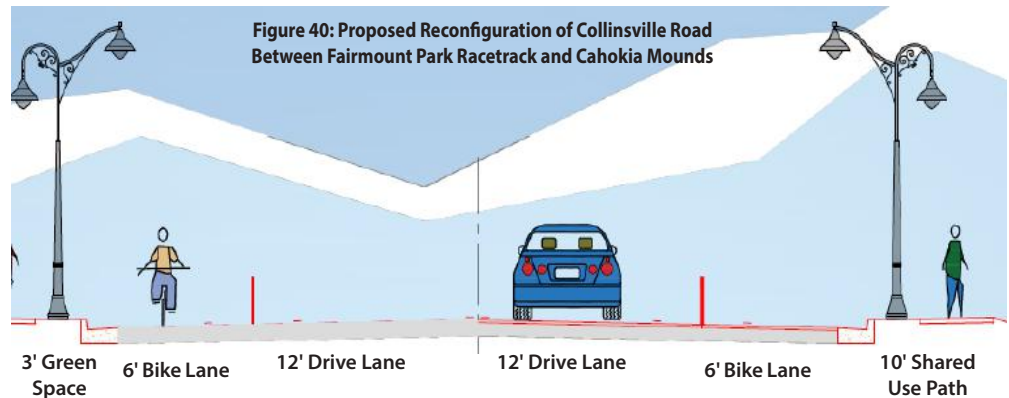 Figure 40: Proposed Reconfiguration of Collinsville Road
Between Fairmount Park Racetrack and Cahokia Mounds
3' Green
Space
6' Bike Lane
12' Drive Lane
12' Drive Lane
6' Bike Lane
10' Shared
Use Path